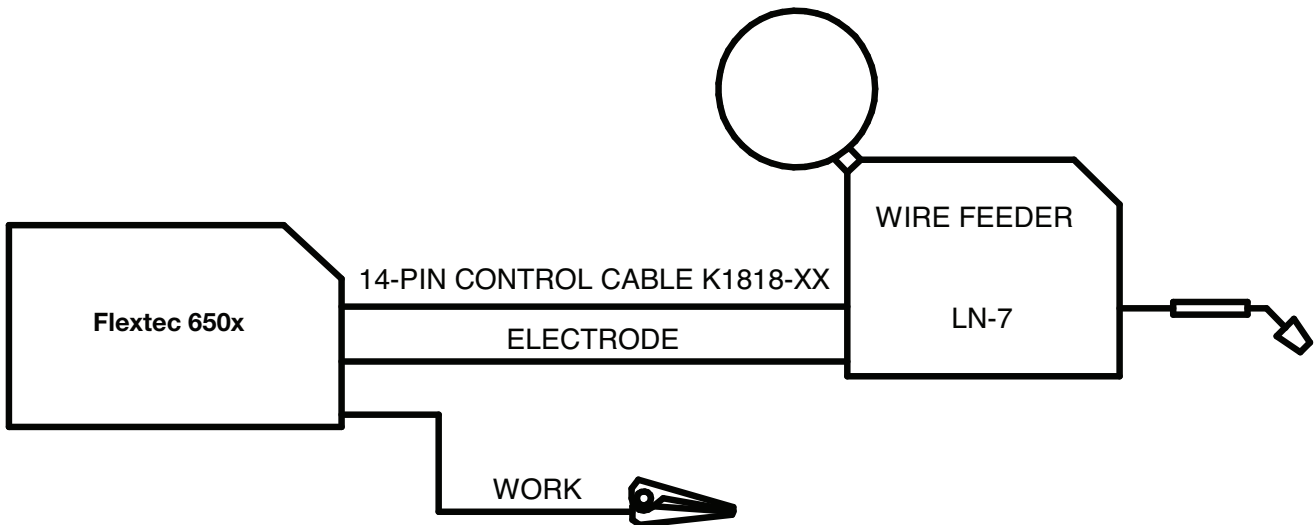 WIRE FEEDER
14-PIN CONTROL CABLE K1818-XX
Flextec 650x
LN-7
ELECTRODE
WORK